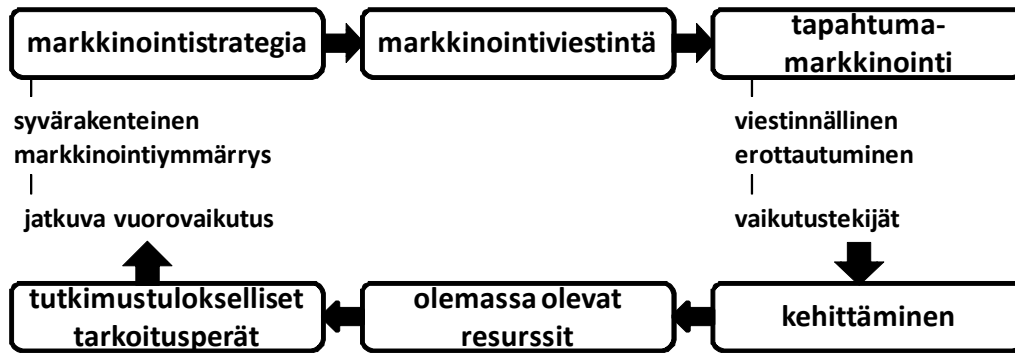 markkinointistrategia
markkinointiviestintä
tapahtuma-
markkinointi
syvärakenteinen
markkinointiymmärrys
jatkuva vuorovaikutus
viestinnällinen
erottautuminen
vaikutustekijät
tutkimustulokselliset
tarkoitusperät
olemassa olevat
resurssit
kehittäminen